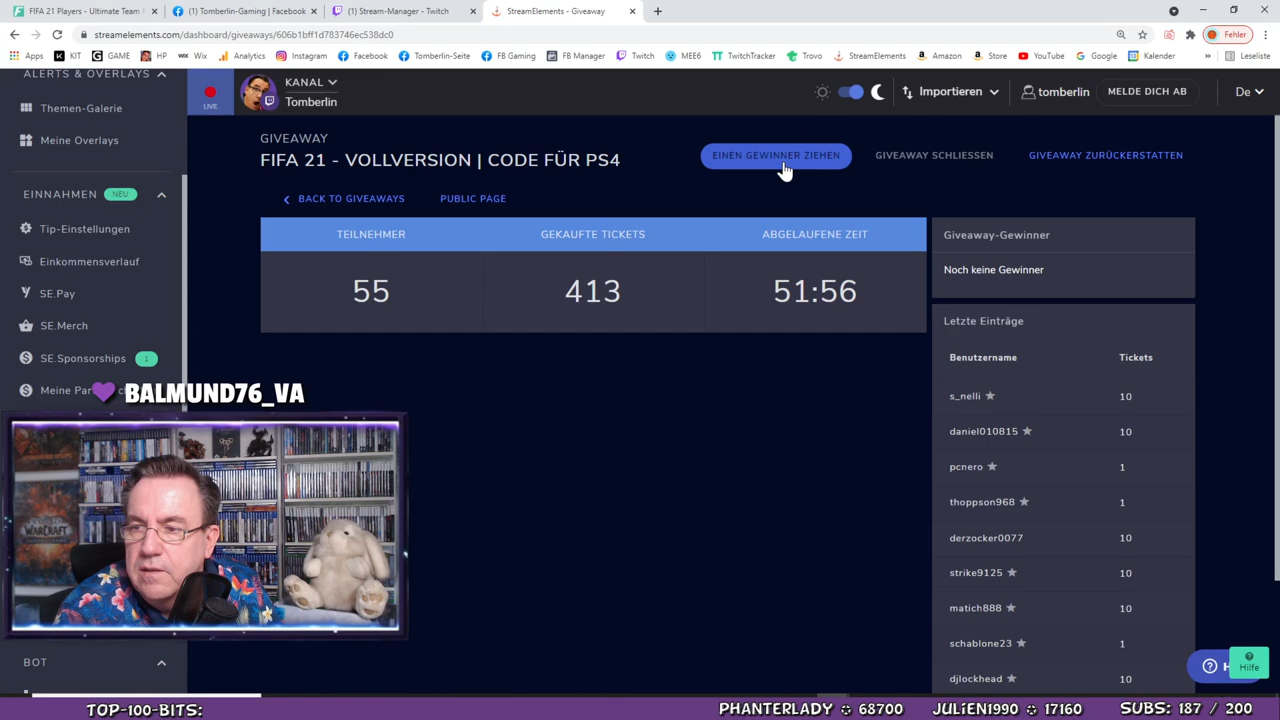 FIFA 21 Players - Ultimate Team
(1) Tomberlin-Gaming | Facebook
(1) Stream-Manager - Twitch
StreamElements - Giveaway
streamelements.com/dashboard/giveaways/606b1bff1d783746ec538dc0
Fehler
Apps
KIT
GAME
HP
Wix
Analytics
Instagram
Facebook
Tomberlin-Seite
FB Gaming
FB Manager
Twitch
MEE6
TwitchTracker
Trovo
StreamElements
Amazon
Store
YouTube
Google
Kalender
Leseliste
ALERTS & OVERLAYS
Themen-Galerie
Meine Overlays
EINNAHMEN NEU
Tip-Einstellungen
Einkommensverlauf
SE.Pay
SE.Merch
SE.Sponsorships 1
Meine Par
BOT
LIVE
KANAL
Tomberlin
Importieren
tomberlin
MELDE DICH AB
De
GIVEAWAY
FIFA 21 - VOLLVERSION | CODE FÜR PS4
EINEN GEWINNER ZIEHEN
GIVEAWAY SCHLIESSEN
GIVEAWAY ZURÜCKERSTATTEN
BACK TO GIVEAWAYS
PUBLIC PAGE
TEILNEHMER
GEKAUFTE TICKETS
ABGELAUFENE ZEIT
55
413
51:56
Giveaway-Gewinner
Noch keine Gewinner
Letzte Einträge
Benutzername Tickets
s_nelli 10
daniel010815 10
pcnero 1
thoppson968 1
derzocker0077 10
strike9125 10
matich888 10
schablone23 1
djlockhead 10
Hilfe
BALMUND76_VA
WARCRAFT
TOP-100-BITS:
PHANTERLADY 68700
JULIEN1990 17160
SUBS: 187 / 200